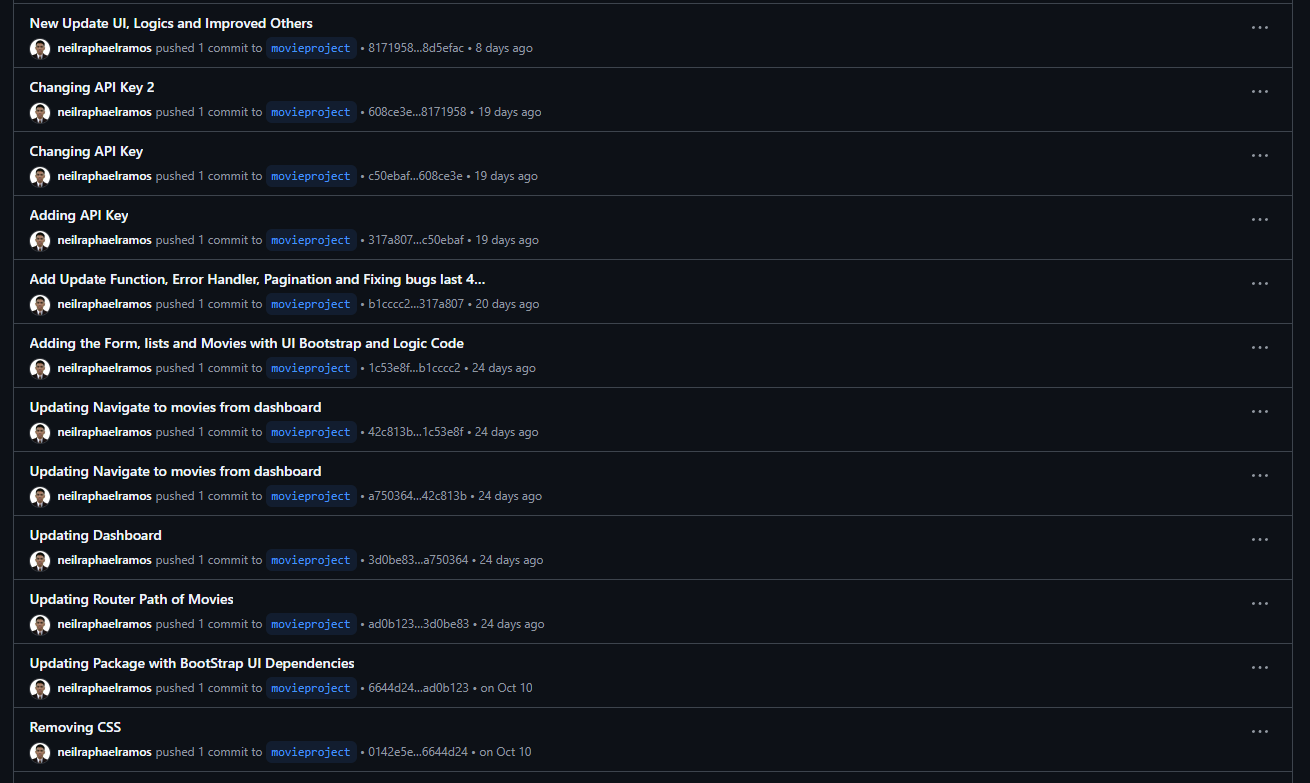 New Update UI, Logics and Improved Others
neilraphaelramos pushed 1 commit to movieproject • 8171958...8d5efac • 8 days ago
Changing API Key 2
neilraphaelramos pushed 1 commit to movieproject • 608ce3e...8171958 • 19 days ago
Changing API Key
neilraphaelramos pushed 1 commit to movieproject • c50ebaf...608ce3e • 19 days ago
Adding API Key
neilraphaelramos pushed 1 commit to movieproject • 317a807...c50ebaf • 19 days ago
Add Update Function, Error Handler, Pagination and Fixing bugs last 4...
neilraphaelramos pushed 1 commit to movieproject • b1cccc2...317a807 • 20 days ago
Adding the Form, lists and Movies with UI Bootstrap and Logic Code
neilraphaelramos pushed 1 commit to movieproject • 1c53e8f...b1cccc2 • 24 days ago
Updating Navigate to movies from dashboard
neilraphaelramos pushed 1 commit to movieproject • 42c813b...1c53e8f • 24 days ago
Updating Navigate to movies from dashboard
neilraphaelramos pushed 1 commit to movieproject • a750364...42c813b • 24 days ago
Updating Dashboard
neilraphaelramos pushed 1 commit to movieproject • 3d0be83...a750364 • 24 days ago
Updating Router Path of Movies
neilraphaelramos pushed 1 commit to movieproject • ad0b123...3d0be83 • 24 days ago
Updating Package with BootStrap UI Dependencies
neilraphaelramos pushed 1 commit to movieproject • 6644d24...ad0b123 • on Oct 10
Removing CSS
neilraphaelramos pushed 1 commit to movieproject • 0142e5e...6644d24 • on Oct 10